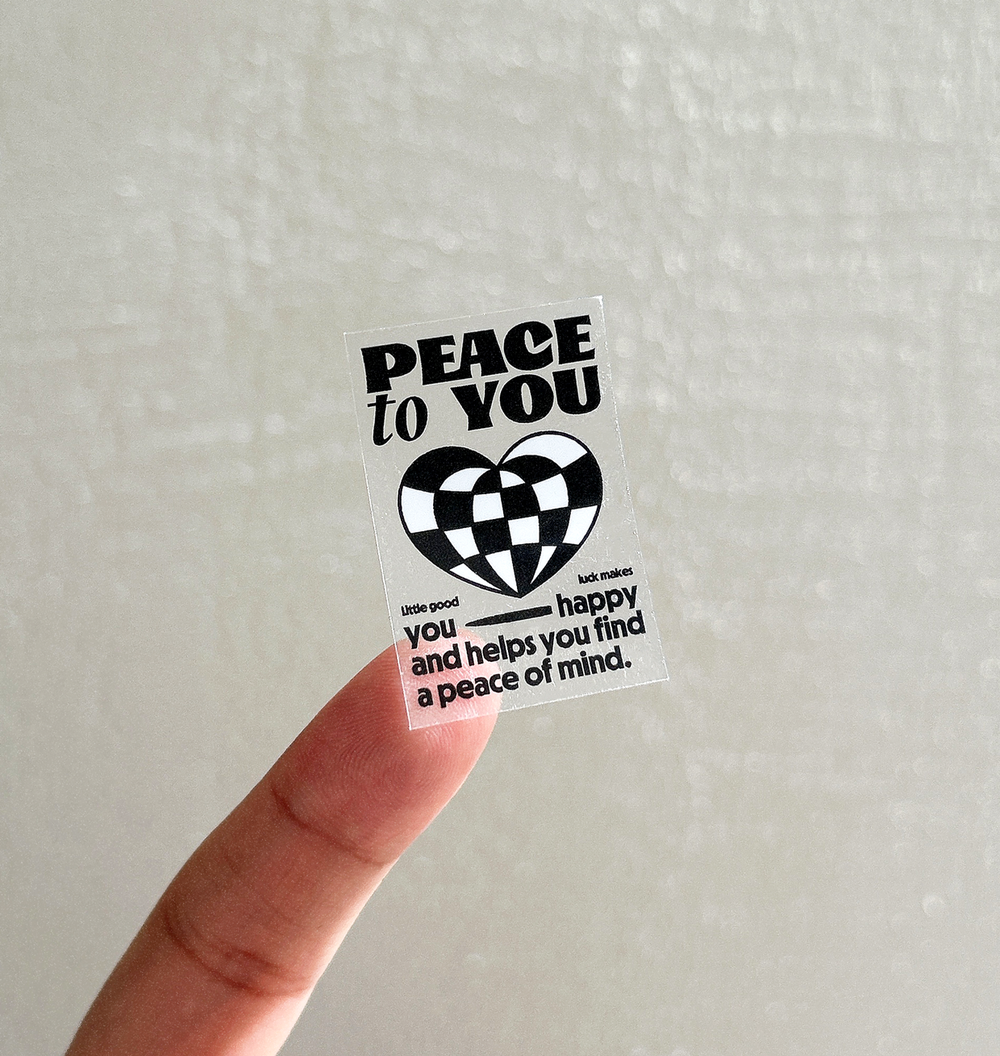 PEACE
to YOU
Little good
luck makes
you happy
and helps you find
a peace of mind.